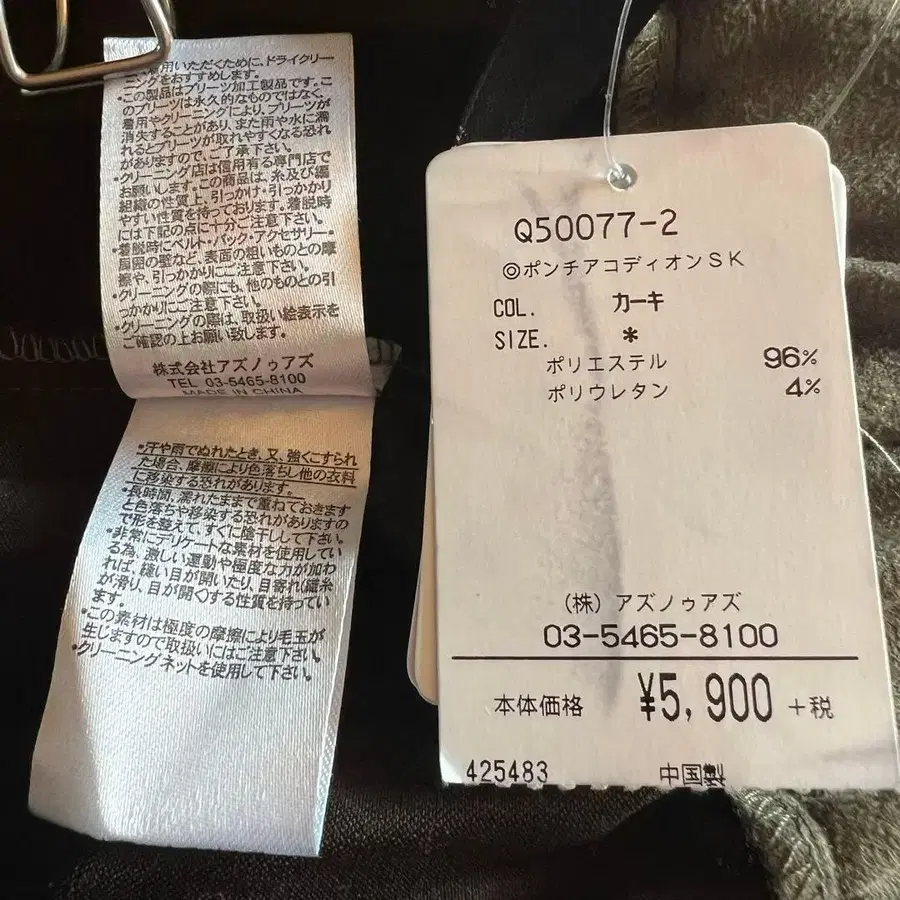 用いただくために、ドライクリー
ニングをおすすめします。
・この製品はプリーツ加工製品です。こ
のプリーツは永久的なものではなく、
着用やクリーニングにより、プリーツが
消失することがあり、また雨や水に濡
れるとプリーツが取れやすくなる恐れ
がありますので、ご了承下さい。
・クリーニング店は信用有る専門店で
お願いします。この商品は、糸及び編
組織の性質上、引っかけ・引っかかり
やすい性質を持っております。着脱時
には下記の点に十分ご注意下さい。
・着脱時にベルト・バック・アクセサリー・
周囲の壁など、表面の粗いものとの摩
擦や、引っかかりにご注意下さい。
・クリーニングの際にも、他のものとの引
っかかりにご注意下さい。
・クリーニングの際は、取扱い絵表示を
ご確認の上お願い致します。
株式会社アズノゥアズ
TEL 03-5465-8100
MADE IN CHINA
・汗や雨でぬれたとき、又、強くこすられ
た場合、摩擦により色落ちし他の衣料
に移染する恐れがあります。
・長時間、濡れたままで重ねておきます
と色落ちや移染する恐れがありますの
で形を整えて、すぐに陰干しして下さい。
・非常にデリケートな素材を使用してい
る為、激しい運動や極度な力が加わ
れば、縫い目が開いたり、目寄れ(織糸
が滑り、目が開く)する性質を持ってい
ます。
・この素材は極度の摩擦により毛玉が
生じますので取扱いにはご注意下さい。
・クリーニングネットを使用して下さい。
Q50077-2
◎ポンチアコディオンSK
COL. カーキ
SIZE. *
ポリエステル 96%
ポリウレタン 4%
(株) アズノゥアズ
03-5465-8100
本体価格 ¥5,900 +税
425483 中国製